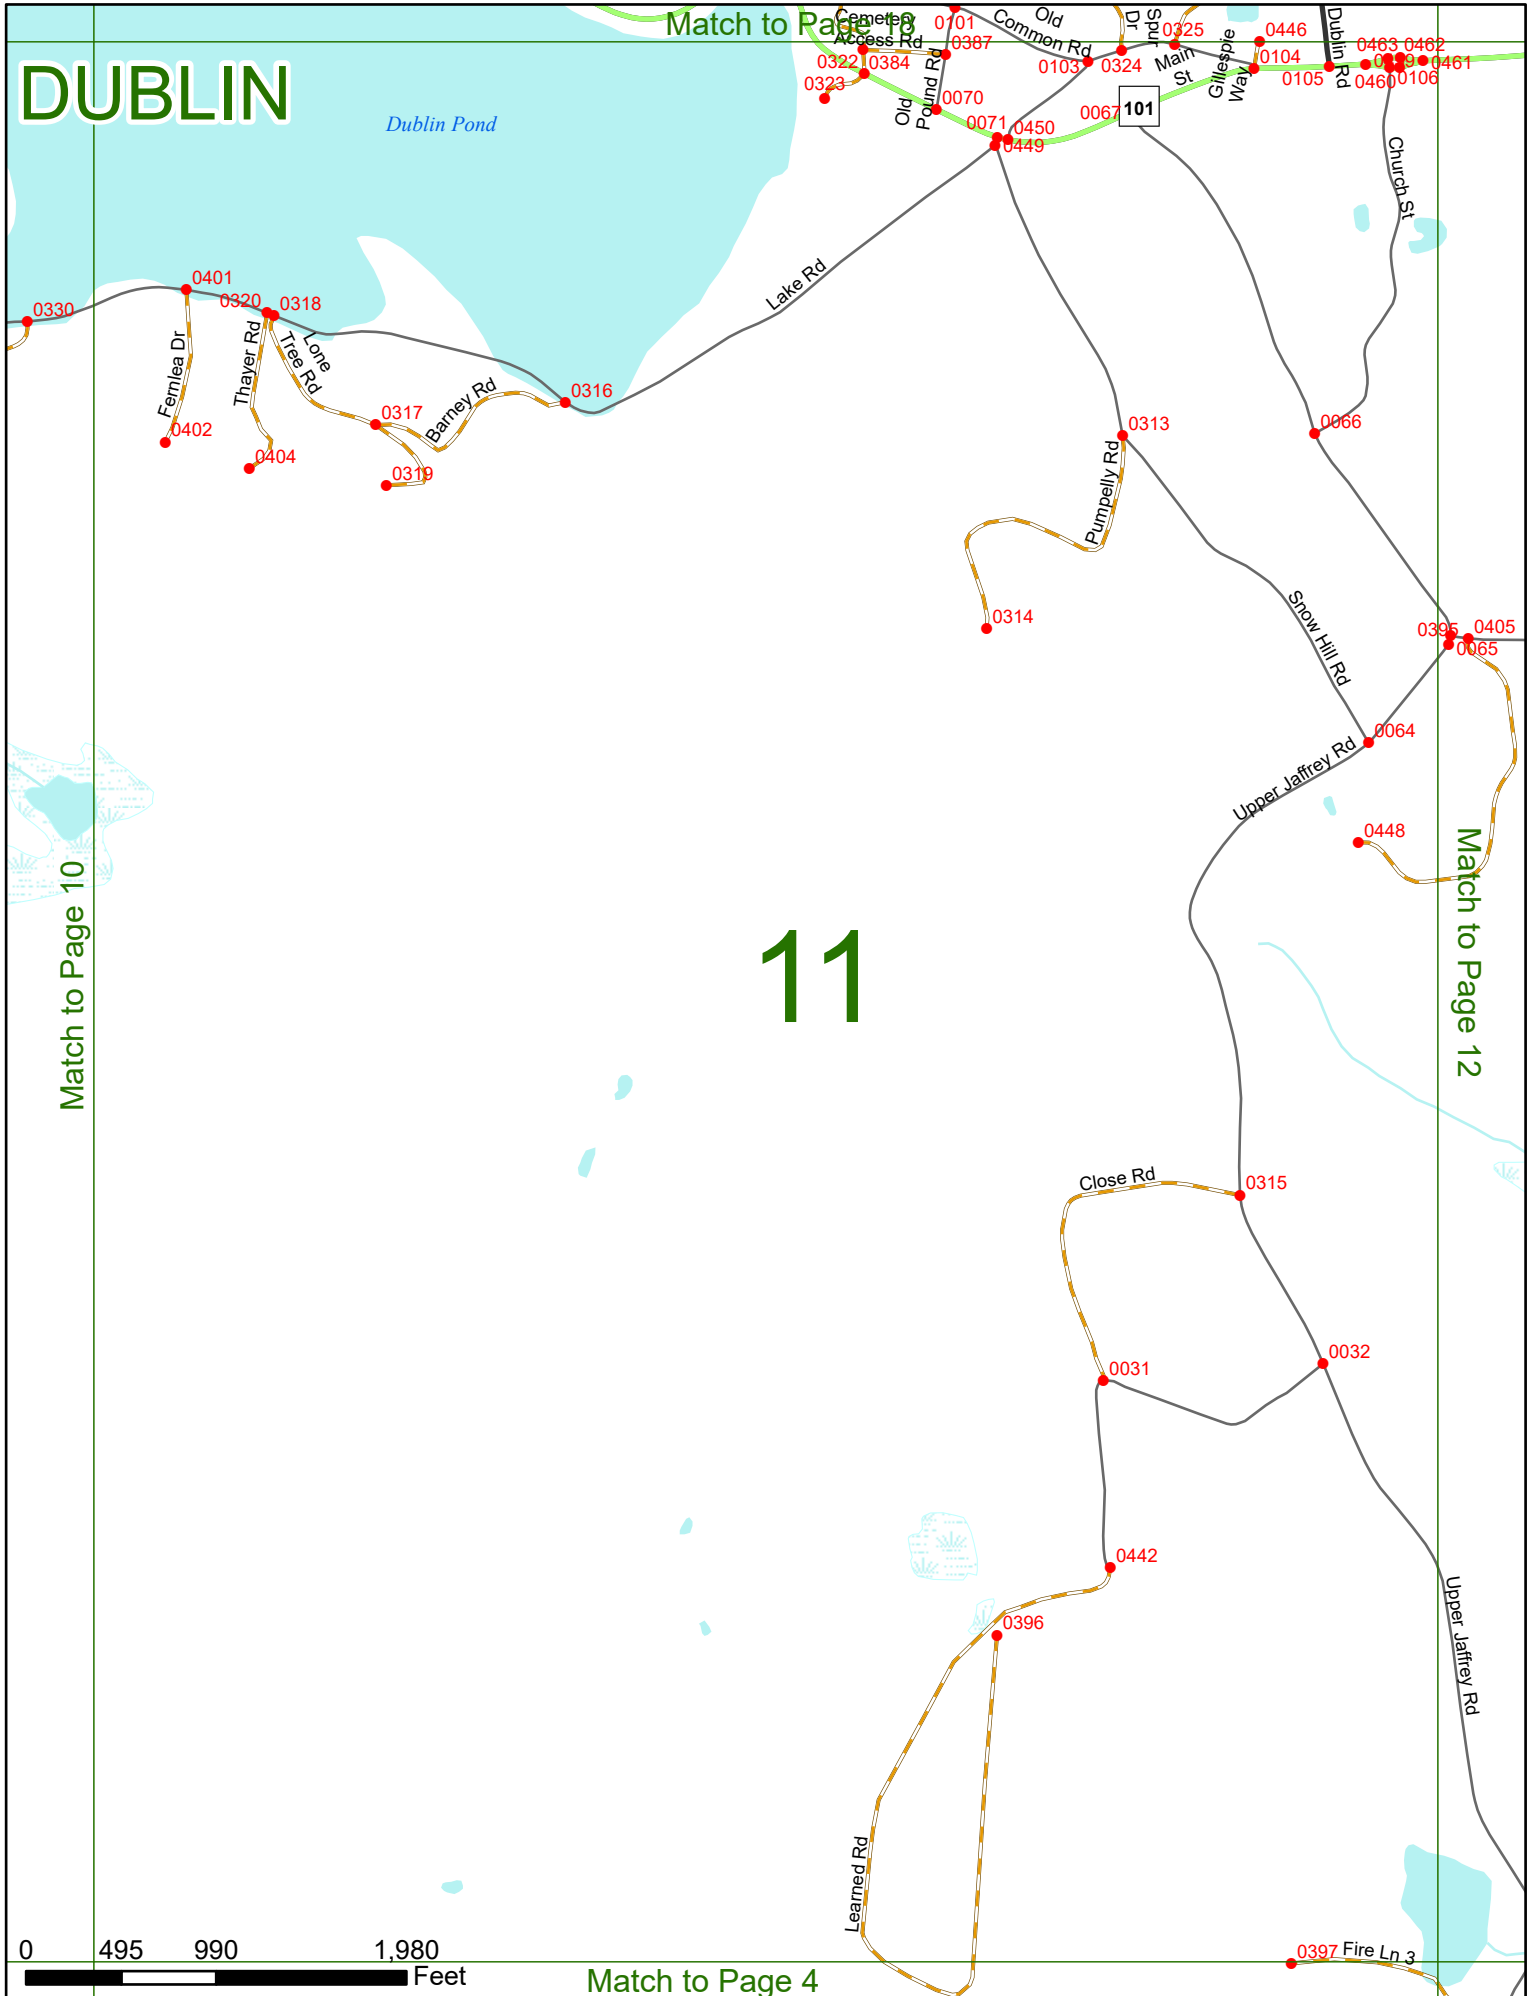 Match to Page 18
DUBLIN
Dublin Pond
Cemetery
Access Rd
0101
Old
Common Rd
Dr
Spur
0325
Main
St
Gillespie
Way
0446
0104
Dublin Rd
0463
0462
0461
0105
0460
0106
0387
0322
0384
0323
0103
0324
Old
Pound Rd
0070
0071
0450
0449
0067
101
Church St
Lake Rd
0401
0320
0318
0330
Fernlea Dr
Thayer Rd
Lone
Tree Rd
0402
0404
0317
Barney Rd
0316
0319
0313
0066
Pumpelly Rd
0314
Snow Hill Rd
0395
0405
0065
0064
Upper Jaffrey Rd
0448
Match to Page 10
Match to Page 12
11
Close Rd
0315
0031
0032
0442
0396
Upper Jaffrey Rd
Learned Rd
0397
Fire Ln 3
0 495 990 1,980
Feet
Match to Page 4